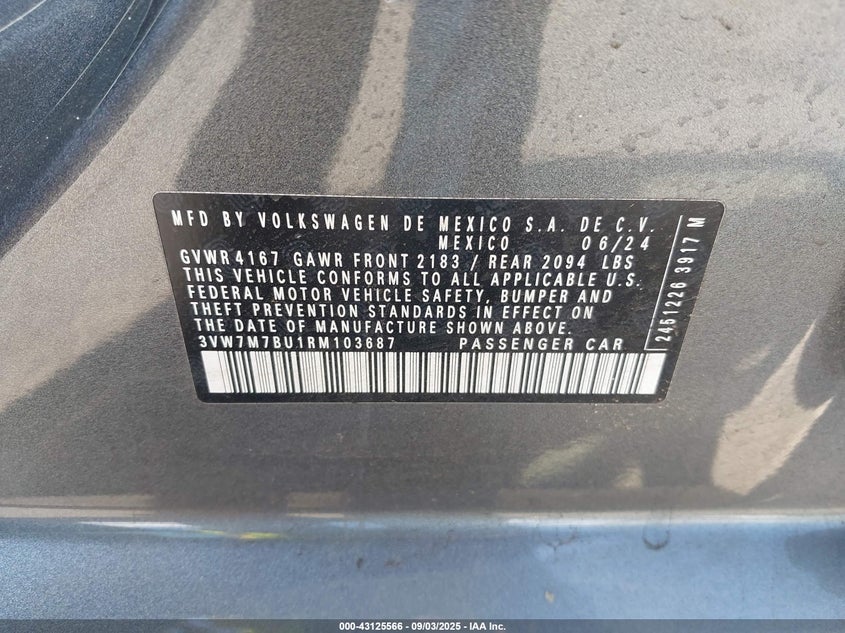 MFD BY VOLKSWAGEN DE MEXICO S.A. DE C.V.
MEXICO 06/24
GVWR 4167 GAWR FRONT 2183 / REAR 2094 LBS
THIS VEHICLE CONFORMS TO ALL APPLICABLE U.S.
FEDERAL MOTOR VEHICLE SAFETY, BUMPER AND
THEFT PREVENTION STANDARDS IN EFFECT ON
THE DATE OF MANUFACTURE SHOWN ABOVE.
3VW7M7BU1RM103687 PASSENGER CAR
2451226 3917 M
000-43125566 - 09/03/2025 - IAA Inc.